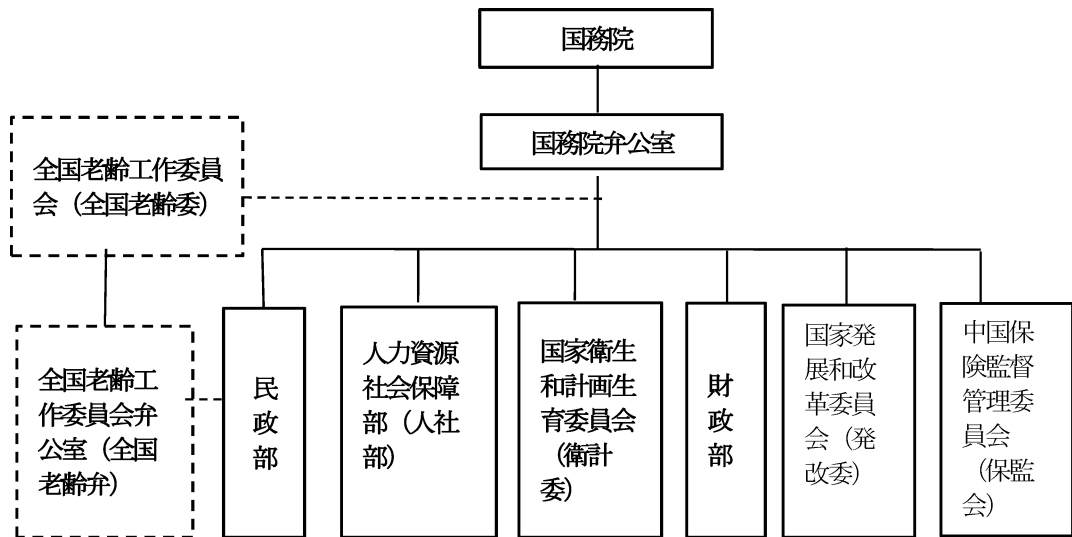 国務院
国務院弁公室
全国老齢工作委員
会（全国老齢委）
全国老齢工
作委員会弁
公室（全国
老齢弁）
民
政
部
人力資源
社会保障
部（人社
部）
国家衛生
和計画生
育委員会
（衛計
委）
財
政
部
国家発
展和改
革委員
会（発
改委）
中国保
険監督
管理委
員会
（保監
会）